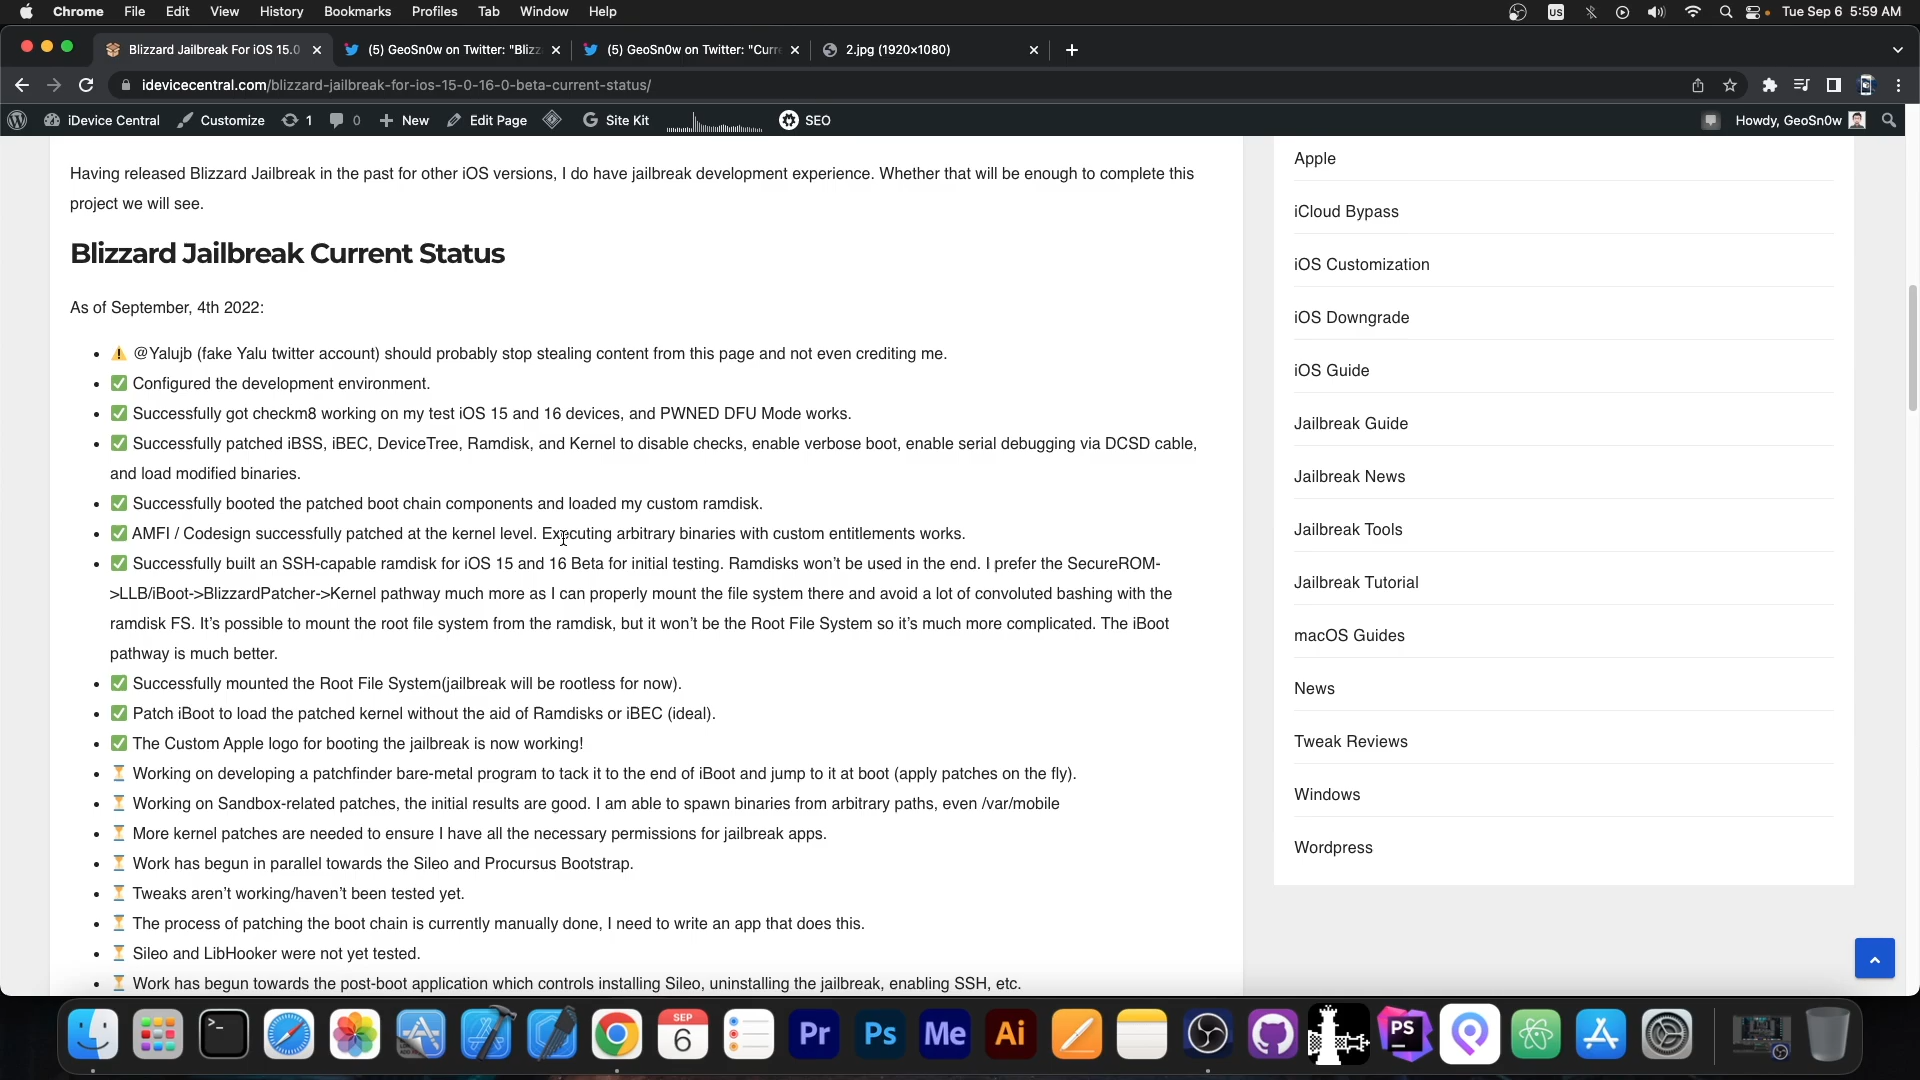 Chrome File Edit View History Bookmarks Profiles Tab Window Help US Tue Sep 6 5:59 AM
Blizzard Jailbreak For iOS 15.0 (5) GeoSn0w on Twitter: "Blizz (5) GeoSn0w on Twitter: "Curre 2.jpg (1920×1080)
idevicecentral.com/blizzard-jailbreak-for-ios-15-0-16-0-beta-current-status/
iDevice Central Customize 1 0 New Edit Page Site Kit SEO Howdy, GeoSn0w
Having released Blizzard Jailbreak in the past for other iOS versions, I do have jailbreak development experience. Whether that will be enough to complete this
project we will see.
Blizzard Jailbreak Current Status
As of September, 4th 2022:
• ⚠️ @Yalujb (fake Yalu twitter account) should probably stop stealing content from this page and not even crediting me.
• ✅ Configured the development environment.
• ✅ Successfully got checkm8 working on my test iOS 15 and 16 devices, and PWNED DFU Mode works.
• ✅ Successfully patched iBSS, iBEC, DeviceTree, Ramdisk, and Kernel to disable checks, enable verbose boot, enable serial debugging via DCSD cable,
and load modified binaries.
• ✅ Successfully booted the patched boot chain components and loaded my custom ramdisk.
• ✅ AMFI / Codesign successfully patched at the kernel level. Executing arbitrary binaries with custom entitlements works.
• ✅ Successfully built an SSH-capable ramdisk for iOS 15 and 16 Beta for initial testing. Ramdisks won't be used in the end. I prefer the SecureROM-
>LLB/iBoot->BlizzardPatcher->Kernel pathway much more as I can properly mount the file system there and avoid a lot of convoluted bashing with the
ramdisk FS. It's possible to mount the root file system from the ramdisk, but it won't be the Root File System so it's much more complicated. The iBoot
pathway is much better.
• ✅ Successfully mounted the Root File System(jailbreak will be rootless for now).
• ✅ Patch iBoot to load the patched kernel without the aid of Ramdisks or iBEC (ideal).
• ✅ The Custom Apple logo for booting the jailbreak is now working!
• ⏳ Working on developing a patchfinder bare-metal program to tack it to the end of iBoot and jump to it at boot (apply patches on the fly).
• ⏳ Working on Sandbox-related patches, the initial results are good. I am able to spawn binaries from arbitrary paths, even /var/mobile
• ⏳ More kernel patches are needed to ensure I have all the necessary permissions for jailbreak apps.
• ⏳ Work has begun in parallel towards the Sileo and Procursus Bootstrap.
• ⏳ Tweaks aren't working/haven't been tested yet.
• ⏳ The process of patching the boot chain is currently manually done, I need to write an app that does this.
• ⏳ Sileo and LibHooker were not yet tested.
• ⏳ Work has begun towards the post-boot application which controls installing Sileo, uninstalling the jailbreak, enabling SSH, etc.
Apple
iCloud Bypass
iOS Customization
iOS Downgrade
iOS Guide
Jailbreak Guide
Jailbreak News
Jailbreak Tools
Jailbreak Tutorial
macOS Guides
News
Tweak Reviews
Windows
Wordpress
SEP
6
Pr Ps Me Ai PS